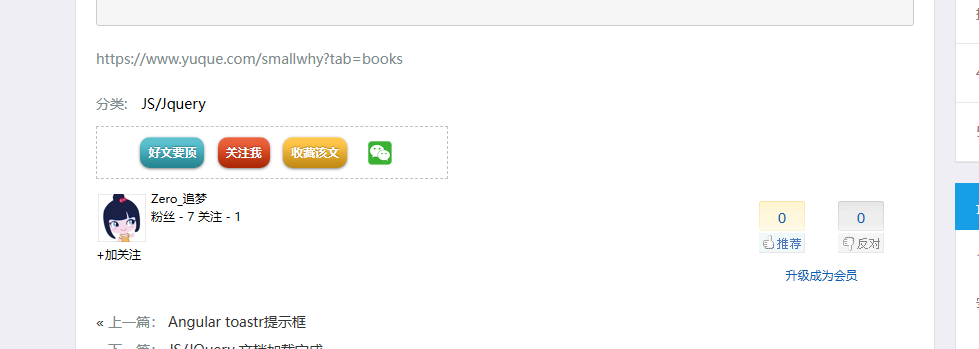 https://www.yuque.com/smallwhy?tab=books
分类: JS/Jquery
好文要顶 关注我 收藏该文
Zero_追梦
粉丝 - 7 关注 - 1
+加关注
0 0
推荐 反对
升级成为会员
« 上一篇: Angular toastr提示框